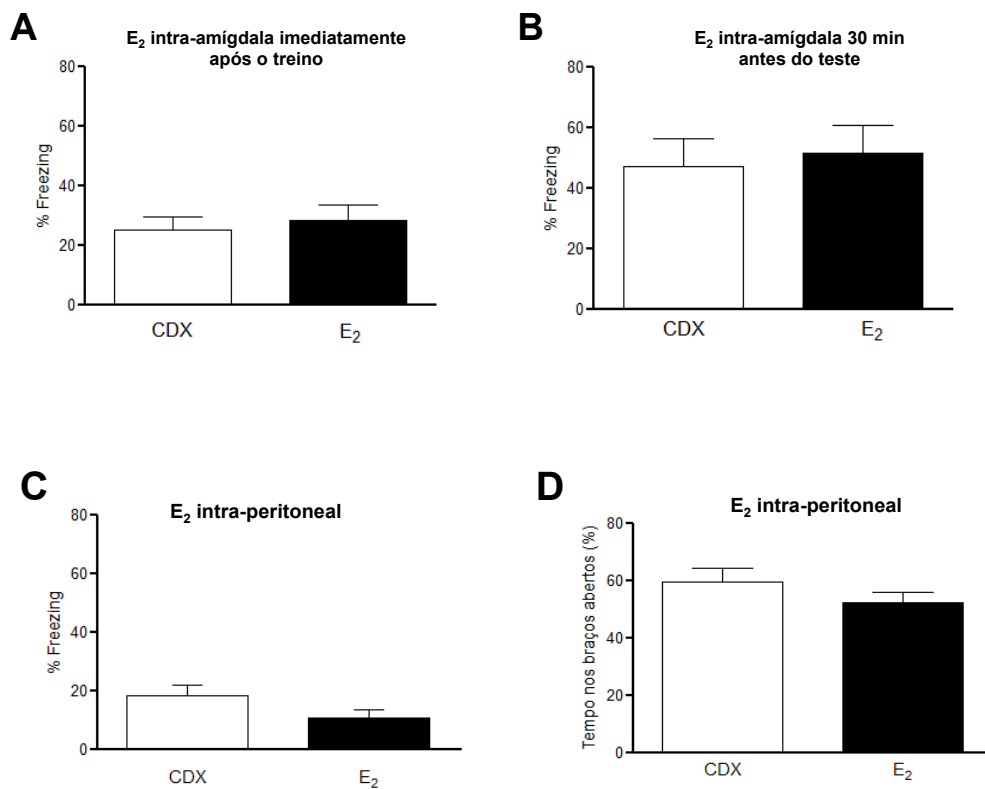 A
E₂ intra-amígdala imediatamente
após o treino
% Freezing
80
60
40
20
0
CDX
E₂
B
E₂ intra-amígdala 30 min
antes do teste
% Freezing
80
60
40
20
0
CDX
E₂
C
E₂ intra-peritoneal
% Freezing
80
60
40
20
0
CDX
E₂
D
E₂ intra-peritoneal
Tempo nos braços abertos (%)
80
60
40
20
0
CDX
E₂